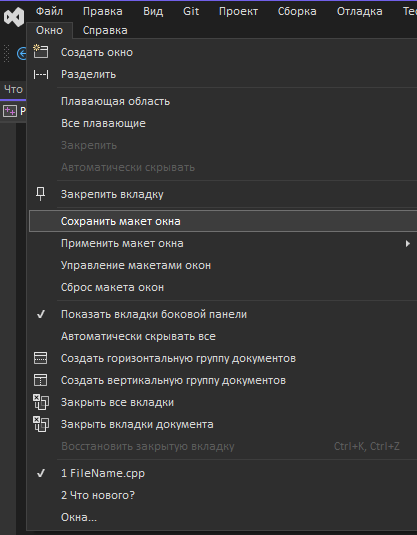 Файл Правка Вид Git Проект Сборка Отладка
Окно Справка
Создать окно
Разделить
Что
Плавающая область
P Все плавающие
Закрепить
Автоматически скрывать
Закрепить вкладку
Сохранить макет окна
Применить макет окна
Управление макетами окон
Сброс макета окон
Показать вкладки боковой панели
Автоматически скрывать все
Создать горизонтальную группу документов
Создать вертикальную группу документов
Закрыть все вкладки
Закрыть вкладки документа
Восстановить закрытую вкладку Ctrl+K, Ctrl+Z
1 FileName.cpp
2 Что нового?
Окна...